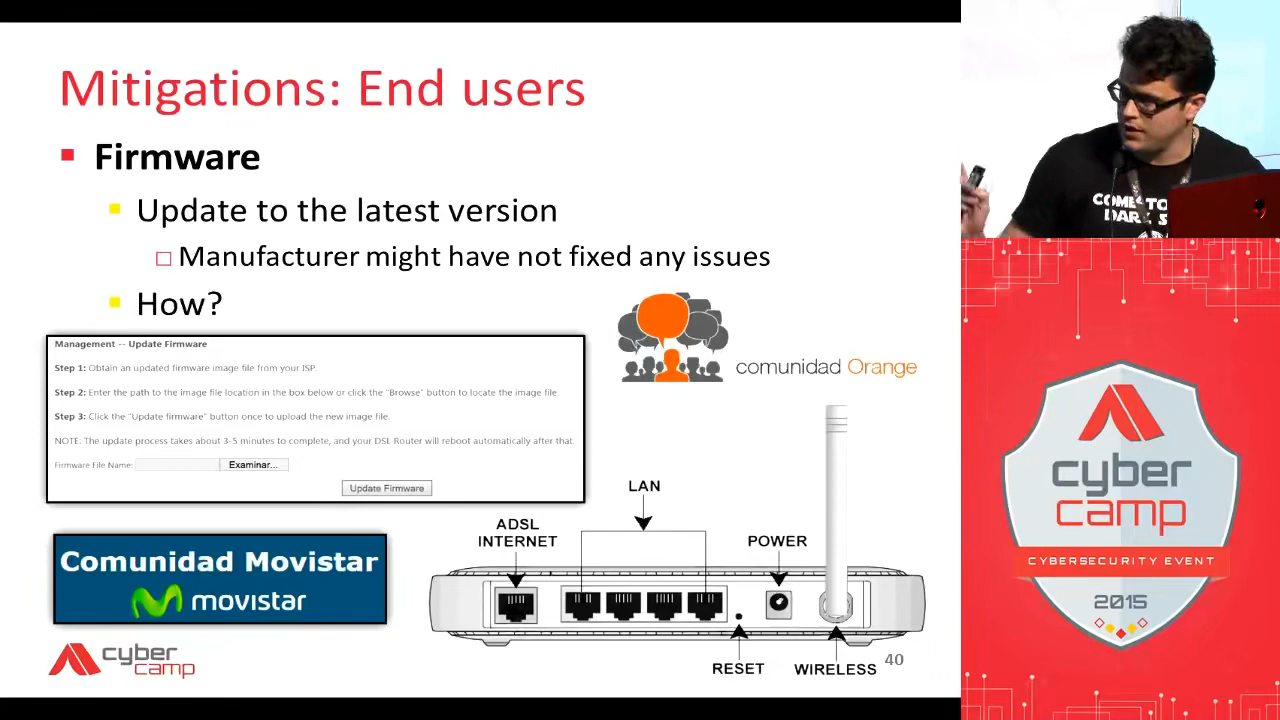 Mitigations: End users
Firmware
Update to the latest version
Manufacturer might have not fixed any issues
How?
Management -- Update Firmware
Step 1: Obtain an updated firmware image file from your ISP.
Step 2: Enter the path to the image file location in the box below or click the "Browse" button to locate the image file.
Step 3: Click the "Update firmware" button once to upload the new image file.
NOTE: The update process takes about 3-5 minutes to complete, and your DSL Router will reboot automatically after that.
Firmware File Name: Examinar...
Update Firmware
comunidad Orange
Comunidad Movistar
movistar
LAN
ADSL
INTERNET
POWER
RESET
WIRELESS
40
cyber
camp
COME TO
DAR
cyber
camp
CYBERSECURITY EVENT
2015